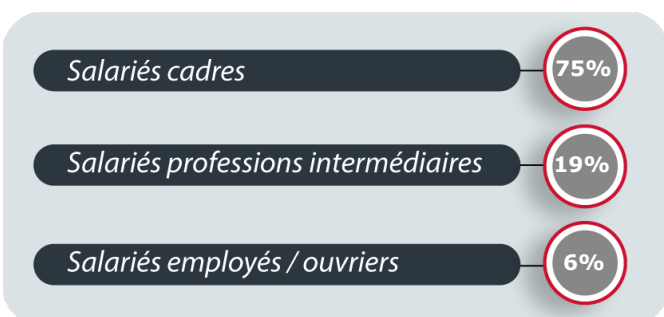 Salariés cadres 75%
Salariés professions intermédiaires 19%
Salariés employés / ouvriers 6%